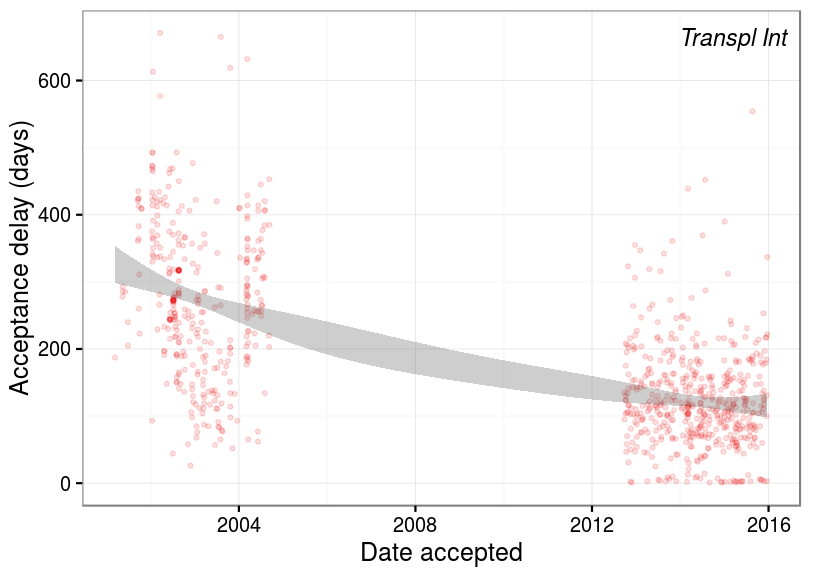 Transpl Int
Acceptance delay (days)
600
400
200
0
2004 2008 2012 2016
Date accepted